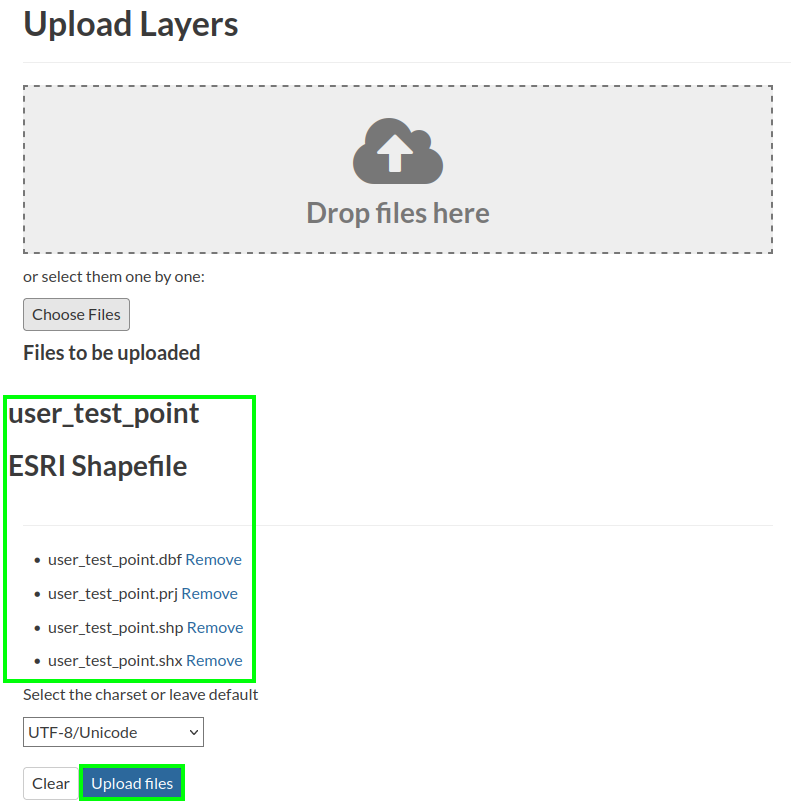 Upload Layers
Drop files here
or select them one by one:
Choose Files
Files to be uploaded
user_test_point
ESRI Shapefile
• user_test_point.dbf Remove
• user_test_point.prj Remove
• user_test_point.shp Remove
• user_test_point.shx Remove
Select the charset or leave default
UTF-8/Unicode
Clear Upload files